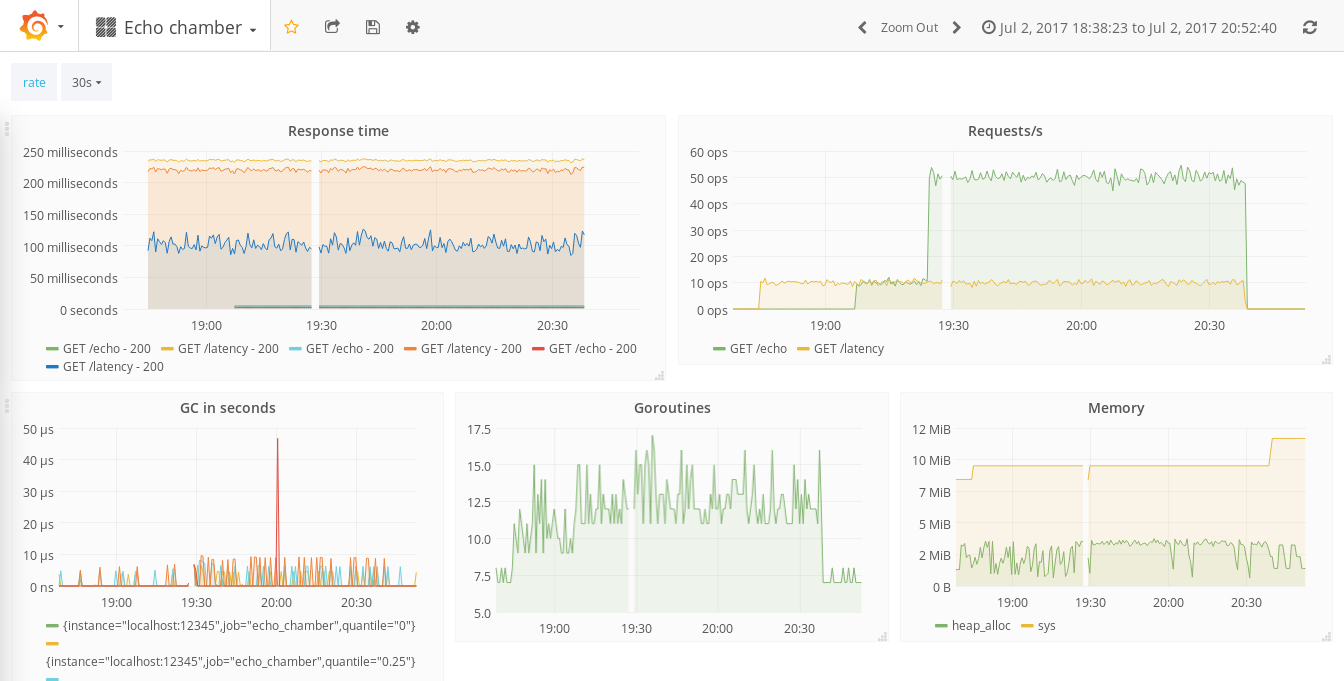 Echo chamber
Zoom Out
Jul 2, 2017 18:38:23 to Jul 2, 2017 20:52:40
rate
30s
Response time
250 milliseconds
200 milliseconds
150 milliseconds
100 milliseconds
50 milliseconds
0 seconds
19:00 19:30 20:00 20:30
GET /echo - 200 GET /latency - 200 GET /echo - 200 GET /latency - 200 GET /echo - 200
GET /latency - 200
Requests/s
60 ops
50 ops
40 ops
30 ops
20 ops
10 ops
0 ops
19:00 19:30 20:00 20:30
GET /echo GET /latency
GC in seconds
50 µs
40 µs
30 µs
20 µs
10 µs
0 ns
19:00 19:30 20:00 20:30
{instance="localhost:12345",job="echo_chamber",quantile="0"}
{instance="localhost:12345",job="echo_chamber",quantile="0.25"}
Goroutines
17.5
15.0
12.5
10.0
7.5
5.0
19:00 19:30 20:00 20:30
Memory
12 MiB
10 MiB
7 MiB
5 MiB
2 MiB
0 B
19:00 19:30 20:00 20:30
heap_alloc sys